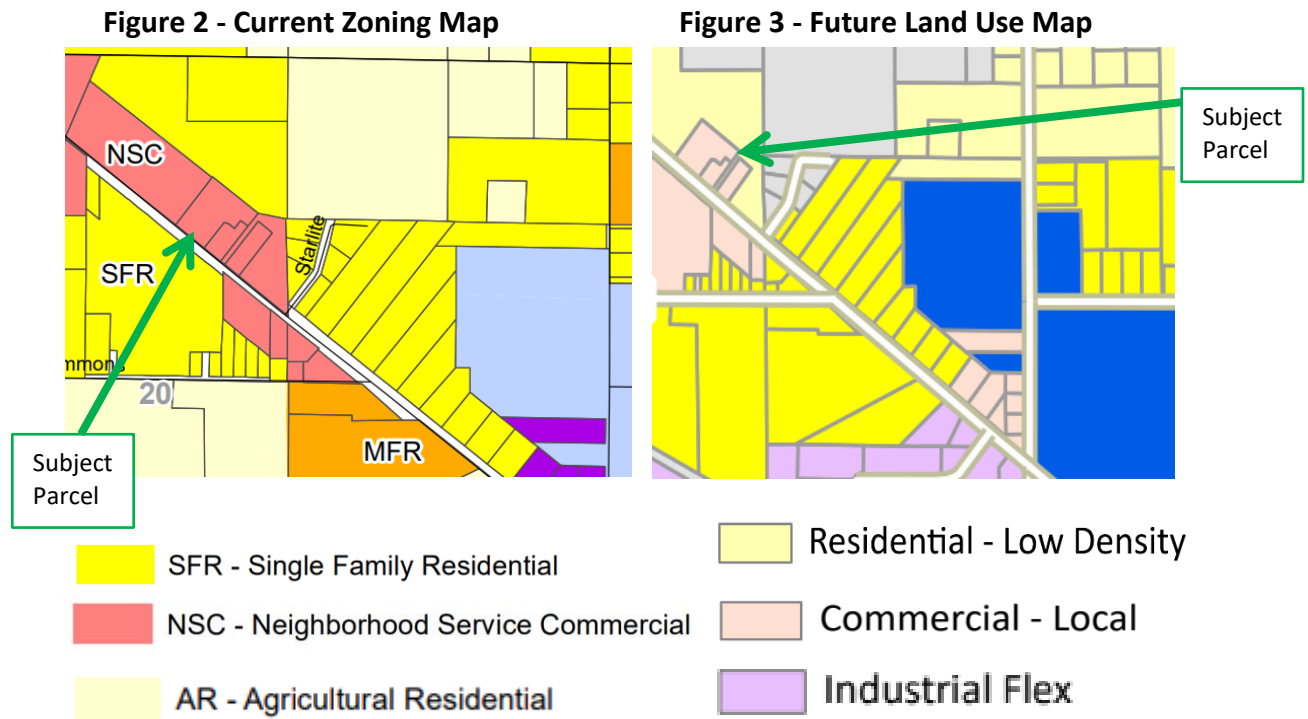 Figure 2 - Current Zoning Map
Figure 3 - Future Land Use Map
NSC
SFR
Starlite
mmons
20
MFR
Subject
Parcel
Subject
Parcel
SFR - Single Family Residential
NSC - Neighborhood Service Commercial
AR - Agricultural Residential
Residential - Low Density
Commercial - Local
Industrial Flex